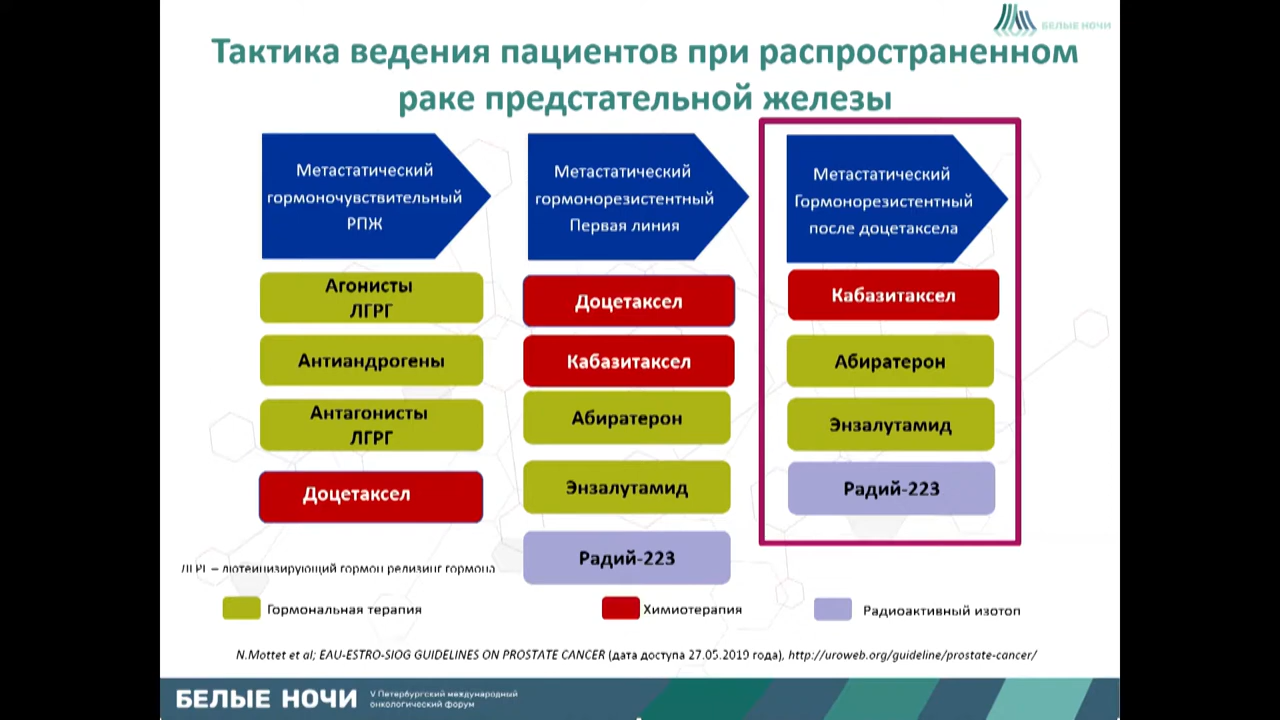 БЕЛЫЕ НОЧИ
Тактика ведения пациентов при распространенном
раке предстательной железы
Метастатический
гормоночувствительный
РПЖ
Агонисты
ЛГРГ
Антиандрогены
Антагонисты
ЛГРГ
Доцетаксел
Метастатический
гормонорезистентный
Первая линия
Доцетаксел
Кабазитаксел
Абиратерон
Энзалутамид
Радий-223
Метастатический
Гормонорезистентный
после доцетаксела
Кабазитаксел
Абиратерон
Энзалутамид
Радий-223
ЛГРГ – лютеинизирующий гормон релизинг гормона
Гормональная терапия
Химиотерапия
Радиоактивный изотоп
N.Mottet et al; EAU-ESTRO-SIOG GUIDELINES ON PROSTATE CANCER (дата доступа 27.05.2019 года), http://uroweb.org/guideline/prostate-cancer/
БЕЛЫЕ НОЧИ
V Петербургский международный
онкологический форум